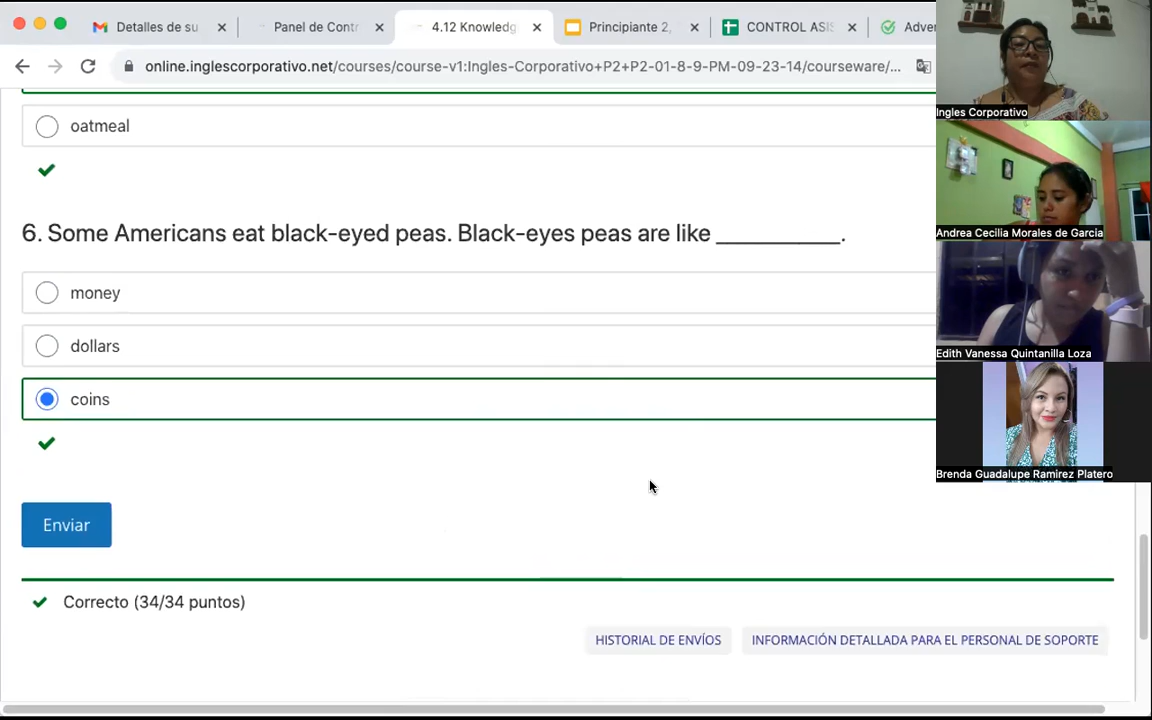 Detalles de su
Panel de Contr
4.12 Knowledg
Principiante 2,
CONTROL ASIS
Adver
online.inglescorporativo.net/courses/course-v1:Ingles-Corporativo+P2+P2-01-8-9-PM-09-23-14/courseware/...
Ingles Corporativo
oatmeal
Andrea Cecilia Morales de Garcia
6. Some Americans eat black-eyed peas. Black-eyes peas are like ___________.
money
dollars
Edith Vanessa Quintanilla Loza
coins
Brenda Guadalupe Ramirez Platero
Enviar
Correcto (34/34 puntos)
HISTORIAL DE ENVÍOS
INFORMACIÓN DETALLADA PARA EL PERSONAL DE SOPORTE